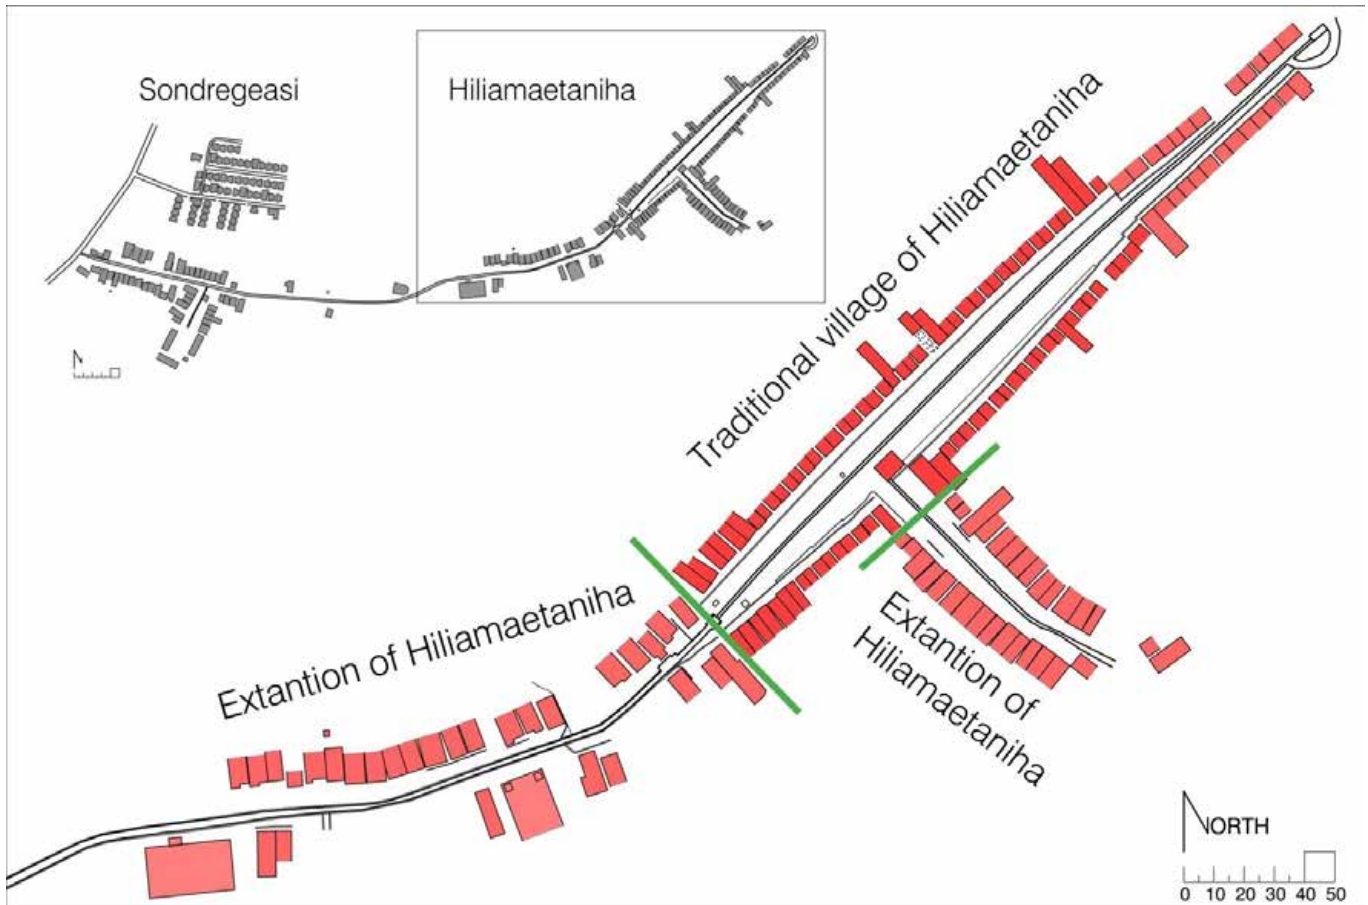 Sondregeasi
Hiliamaetaniha
Traditional village of Hiliamaetaniha
Extantion of Hiliamaetaniha
Extantion of
Hiliamaetaniha
NORTH
0 10 20 30 40 50